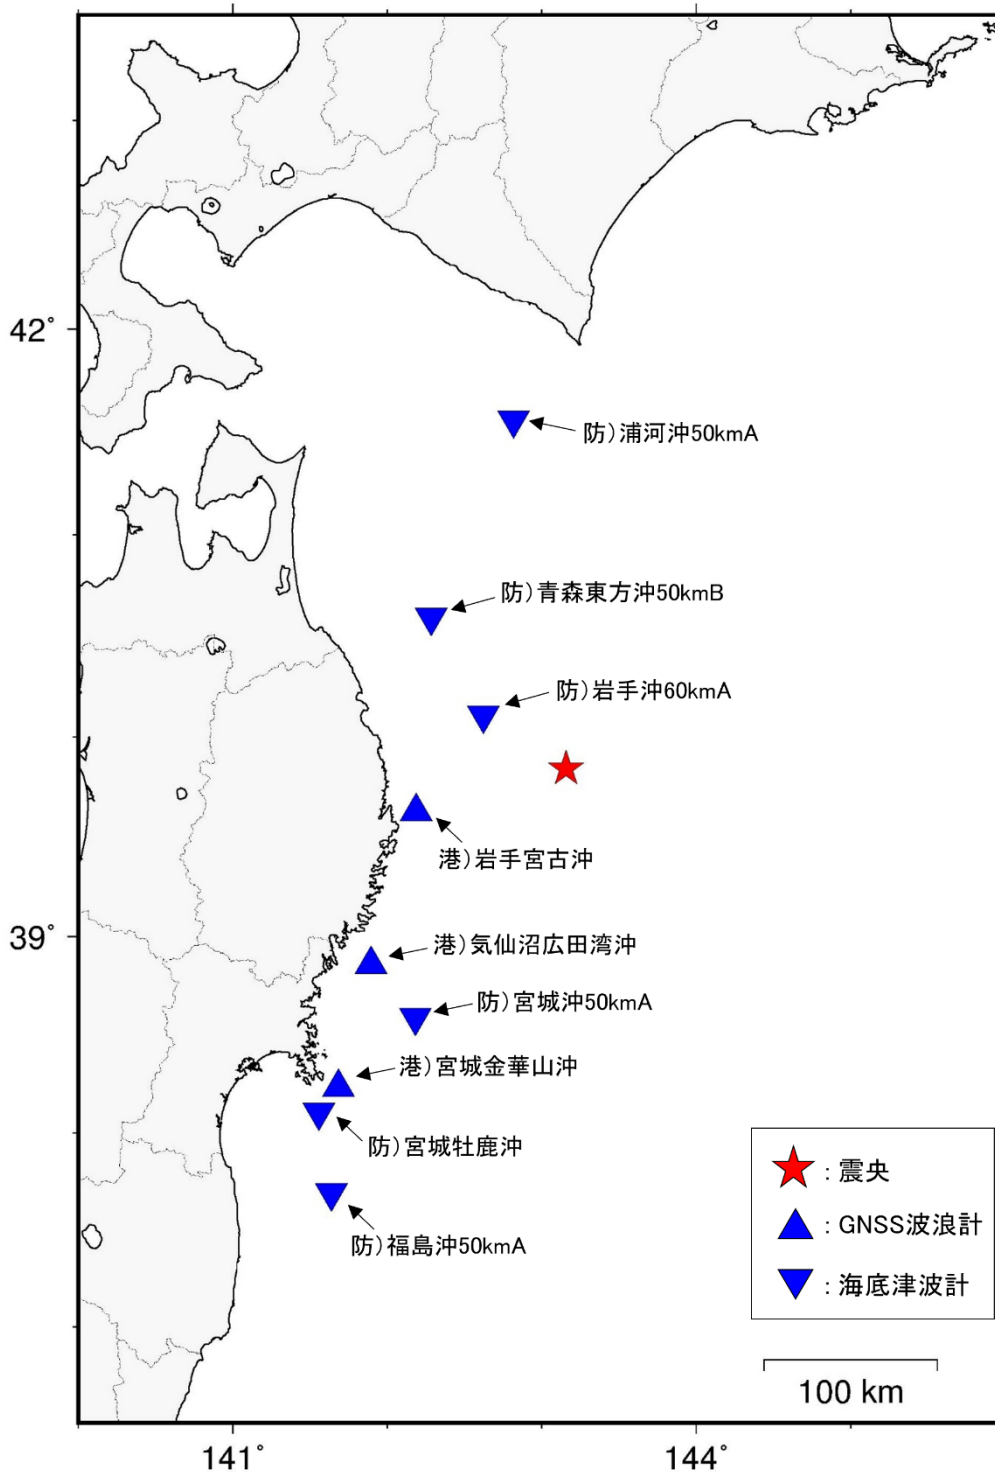 42°
防）浦河沖50kmA
防）青森東方沖50kmB
防）岩手沖60kmA
港）岩手宮古沖
39°
港）気仙沼広田湾沖
防）宮城沖50kmA
港）宮城金華山沖
防）宮城牡鹿沖
防）福島沖50kmA
：震央
：GNSS波浪計
：海底津波計
100 km
141°
144°